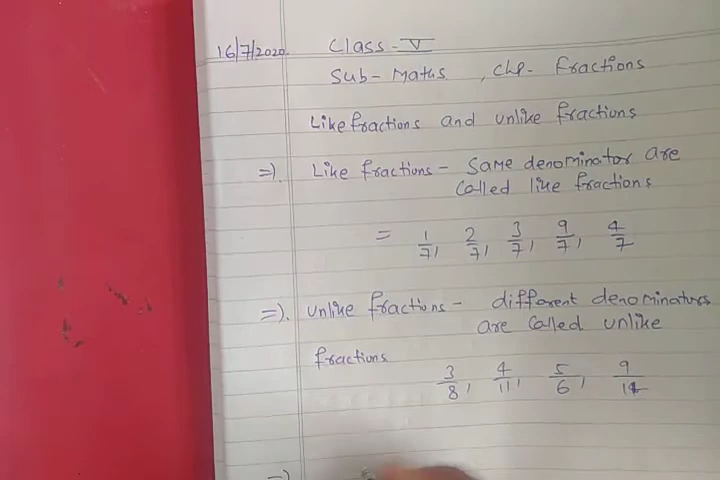 16/7/2020 Class - V
Sub - Maths , Chp - Fractions
Like fractions and unlike fractions
=). Like fractions - same denominator are
called like fractions
= 1/7, 2/7, 3/7, 9/7, 4/7
=). unlike fractions - different denominators
are called unlike
fractions
3/8, 4/11, 5/6, 9/12
=)